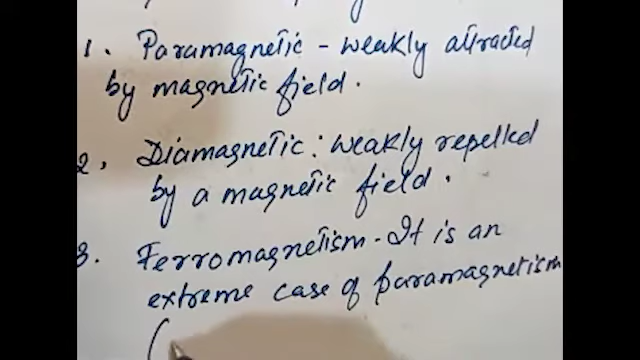 1. Paramagnetic - weakly attracted
by magnetic field.
2, Diamagnetic: weakly repelled
by a magnetic field.
3. Ferromagnetism - It is an
extreme case of paramagnetism
(